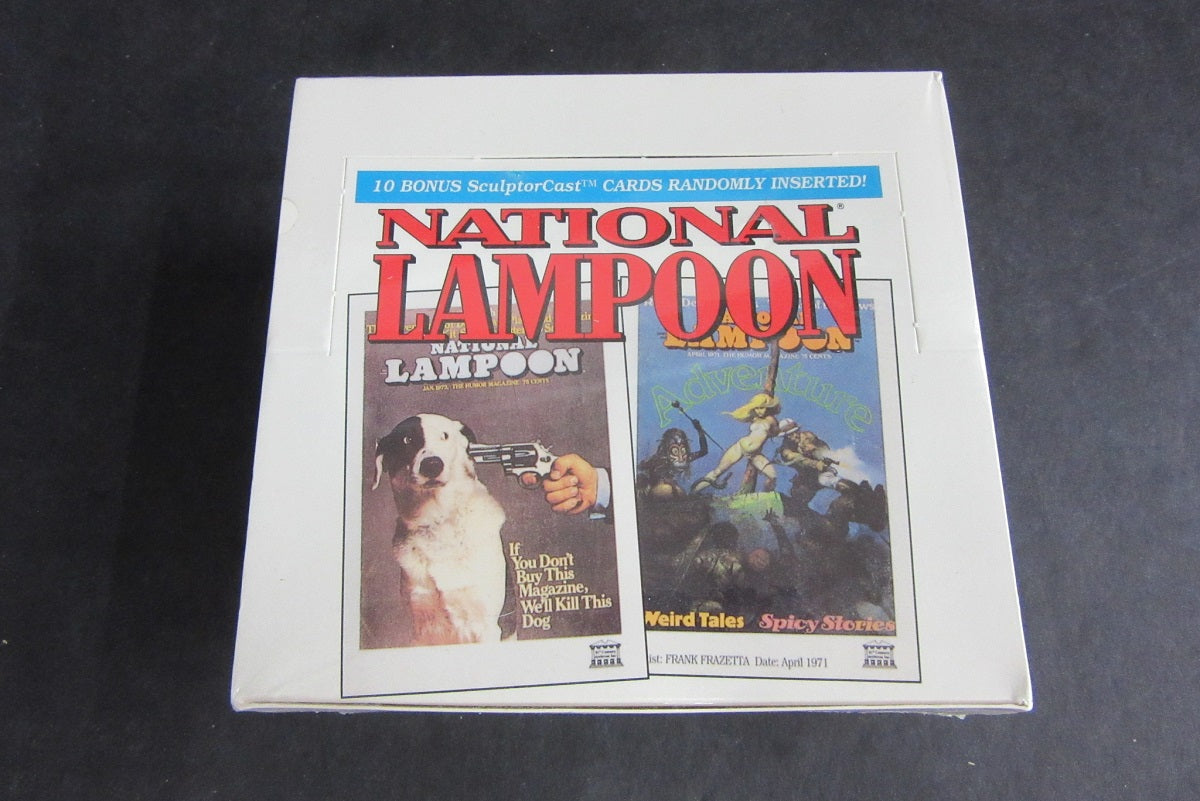 10 BONUS SculptorCast™ CARDS RANDOMLY INSERTED!
NATIONAL®
LAMPOON
NATIONAL
LAMPOON
JAN 1973 THE HUMOR MAGAZINE 75 CENTS
If
You Don't
Buy This
Magazine,
We'll Kill This
Dog
LAMPOON
APRIL 1971 THE HUMOR MAGAZINE 75 CENTS
Adventure
Weird Tales Spicy Stories
FRANK FRAZETTA Date: April 1971